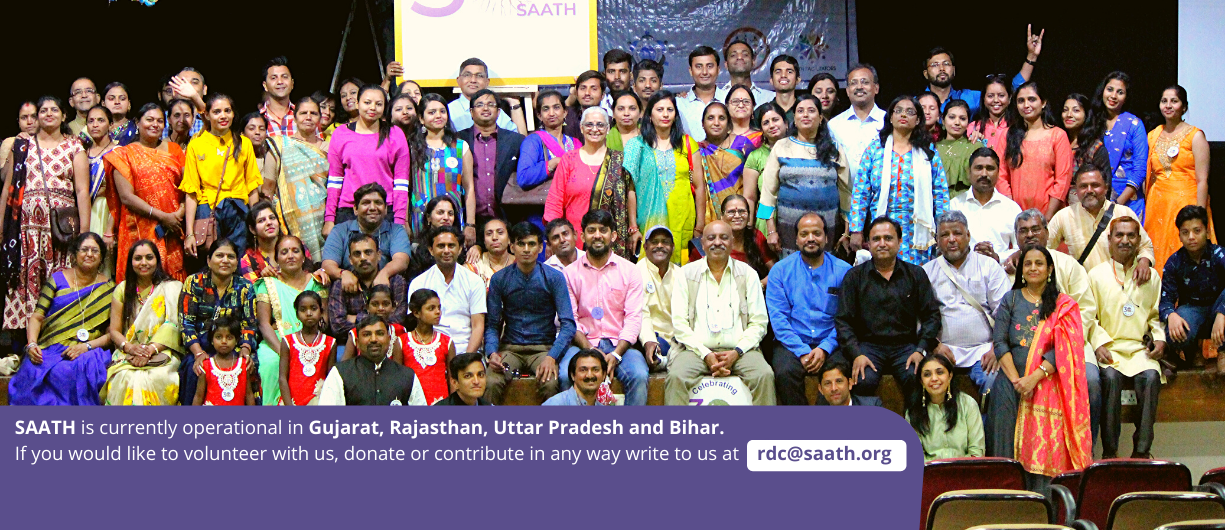 SAATH
Celebrating
SAATH is currently operational in Gujarat, Rajasthan, Uttar Pradesh and Bihar.
If you would like to volunteer with us, donate or contribute in any way write to us at rdc@saath.org